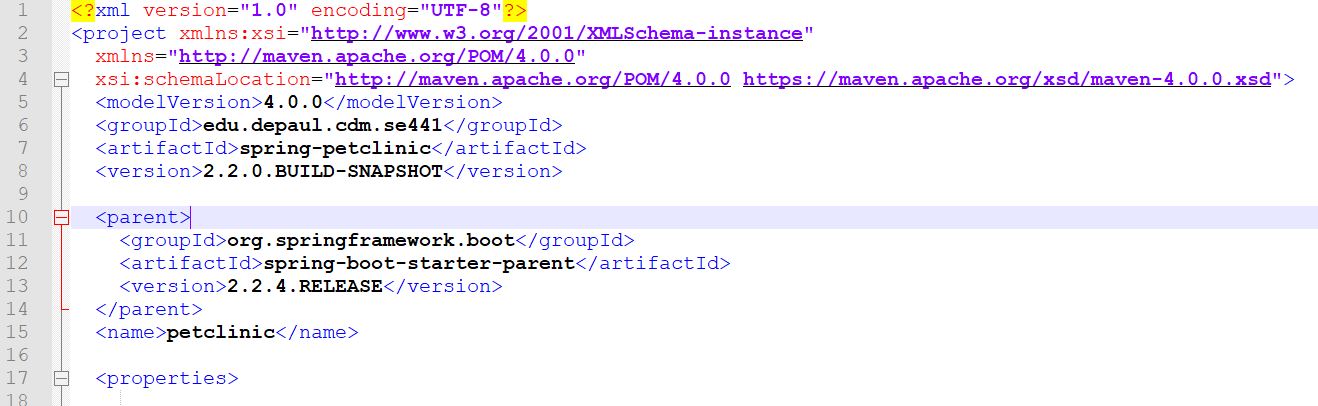 1 <?xml version="1.0" encoding="UTF-8"?>
2 <project xmlns:xsi="http://www.w3.org/2001/XMLSchema-instance"
3 xmlns="http://maven.apache.org/POM/4.0.0"
4 xsi:schemaLocation="http://maven.apache.org/POM/4.0.0 https://maven.apache.org/xsd/maven-4.0.0.xsd">
5 <modelVersion>4.0.0</modelVersion>
6 <groupId>edu.depaul.cdm.se441</groupId>
7 <artifactId>spring-petclinic</artifactId>
8 <version>2.2.0.BUILD-SNAPSHOT</version>
9
10 <parent>
11 <groupId>org.springframework.boot</groupId>
12 <artifactId>spring-boot-starter-parent</artifactId>
13 <version>2.2.4.RELEASE</version>
14 </parent>
15 <name>petclinic</name>
16
17 <properties>
18